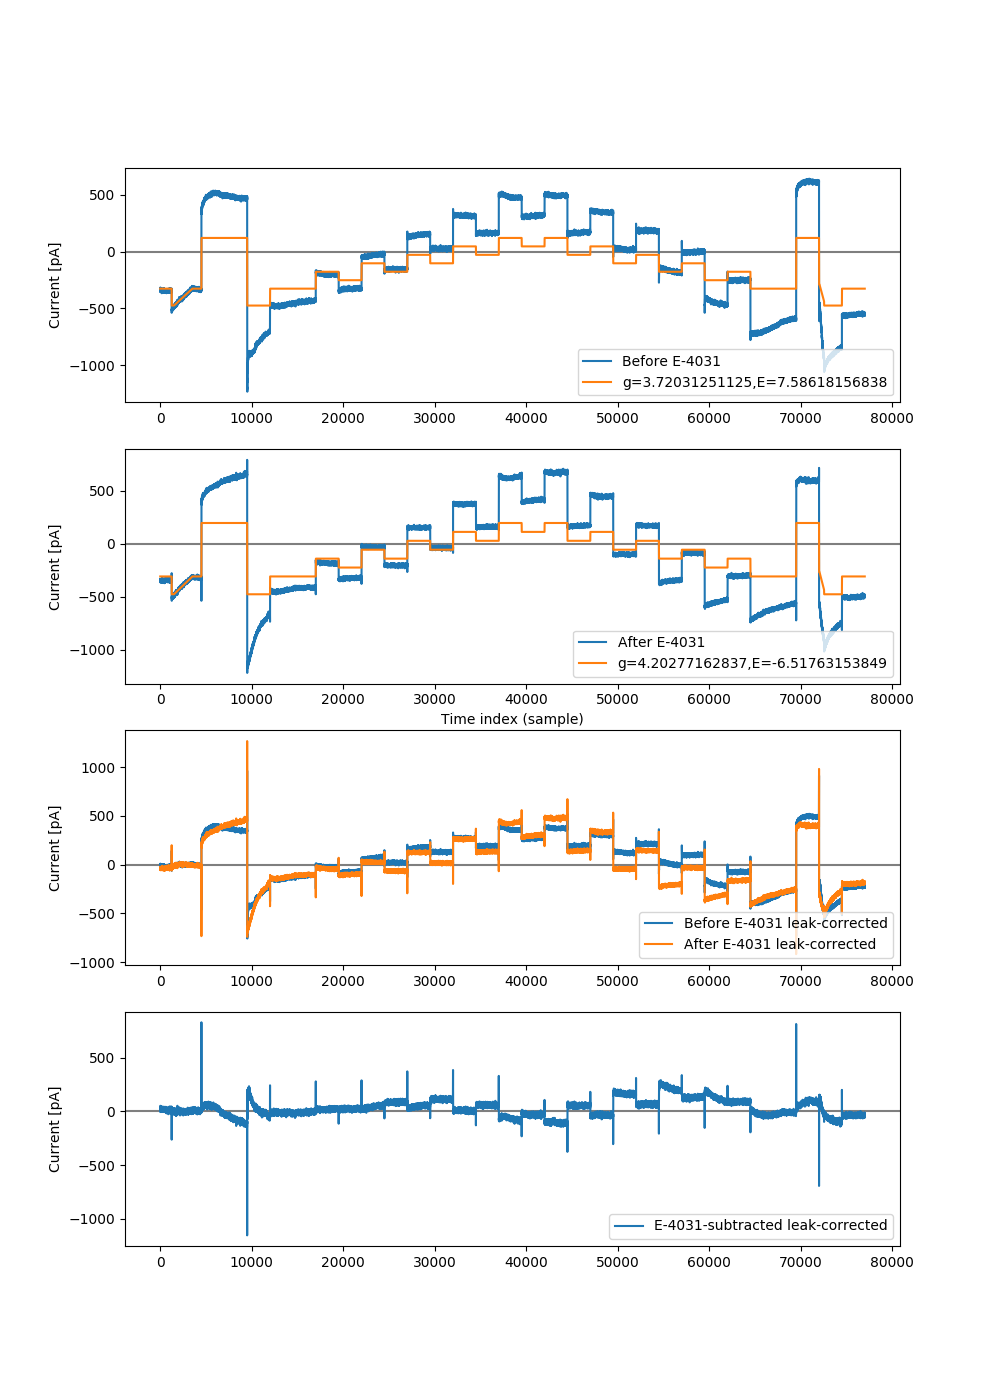 500
0
−500
−1000
Current [pA]
Before E-4031
g=3.72031251125,E=7.58618156838
0 10000 20000 30000 40000 50000 60000 70000 80000
500
0
−500
−1000
Current [pA]
After E-4031
g=4.20277162837,E=-6.51763153849
0 10000 20000 30000 40000 50000 60000 70000 80000
Time index (sample)
1000
500
0
−500
−1000
Current [pA]
Before E-4031 leak-corrected
After E-4031 leak-corrected
0 10000 20000 30000 40000 50000 60000 70000 80000
500
0
−500
−1000
Current [pA]
E-4031-subtracted leak-corrected
0 10000 20000 30000 40000 50000 60000 70000 80000